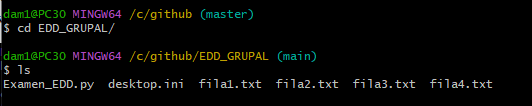 dam1@PC30 MINGW64 /c/github (master)
$ cd EDD_GRUPAL/
dam1@PC30 MINGW64 /c/github/EDD_GRUPAL (main)
$ ls
Examen_EDD.py desktop.ini fila1.txt fila2.txt fila3.txt fila4.txt